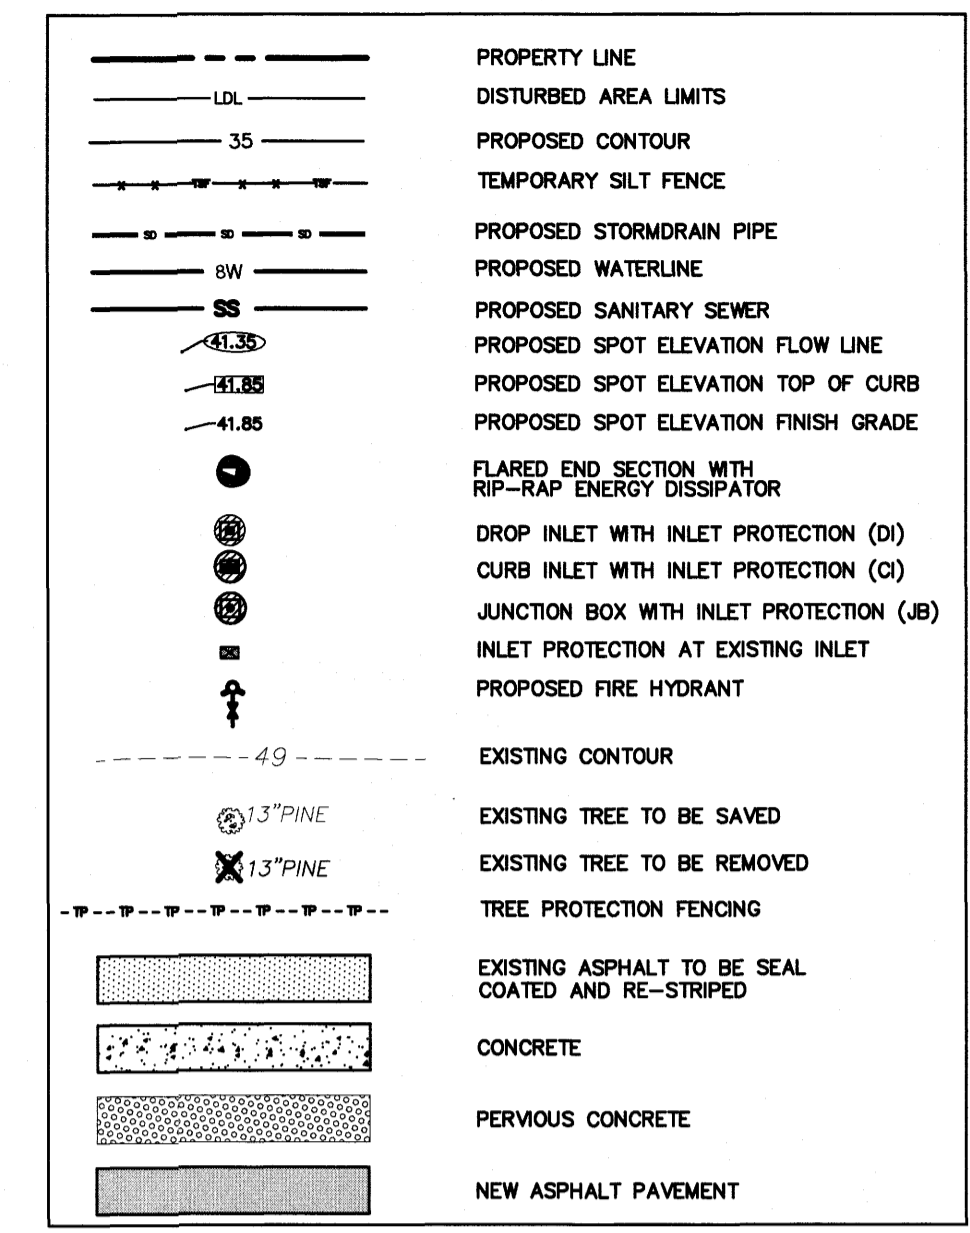 PROPERTY LINE
LDL DISTURBED AREA LIMITS
35 PROPOSED CONTOUR
TSF TSF TEMPORARY SILT FENCE
SD SD SD PROPOSED STORMDRAIN PIPE
8W PROPOSED WATERLINE
SS PROPOSED SANITARY SEWER
41.35 PROPOSED SPOT ELEVATION FLOW LINE
41.85 PROPOSED SPOT ELEVATION TOP OF CURB
41.85 PROPOSED SPOT ELEVATION FINISH GRADE
FLARED END SECTION WITH
RIP-RAP ENERGY DISSIPATOR
DROP INLET WITH INLET PROTECTION (DI)
CURB INLET WITH INLET PROTECTION (CI)
JUNCTION BOX WITH INLET PROTECTION (JB)
INLET PROTECTION AT EXISTING INLET
PROPOSED FIRE HYDRANT
49 EXISTING CONTOUR
13"PINE EXISTING TREE TO BE SAVED
13"PINE EXISTING TREE TO BE REMOVED
TP TP TP TP TP TP TP TREE PROTECTION FENCING
EXISTING ASPHALT TO BE SEAL
COATED AND RE-STRIPED
CONCRETE
PERVIOUS CONCRETE
NEW ASPHALT PAVEMENT